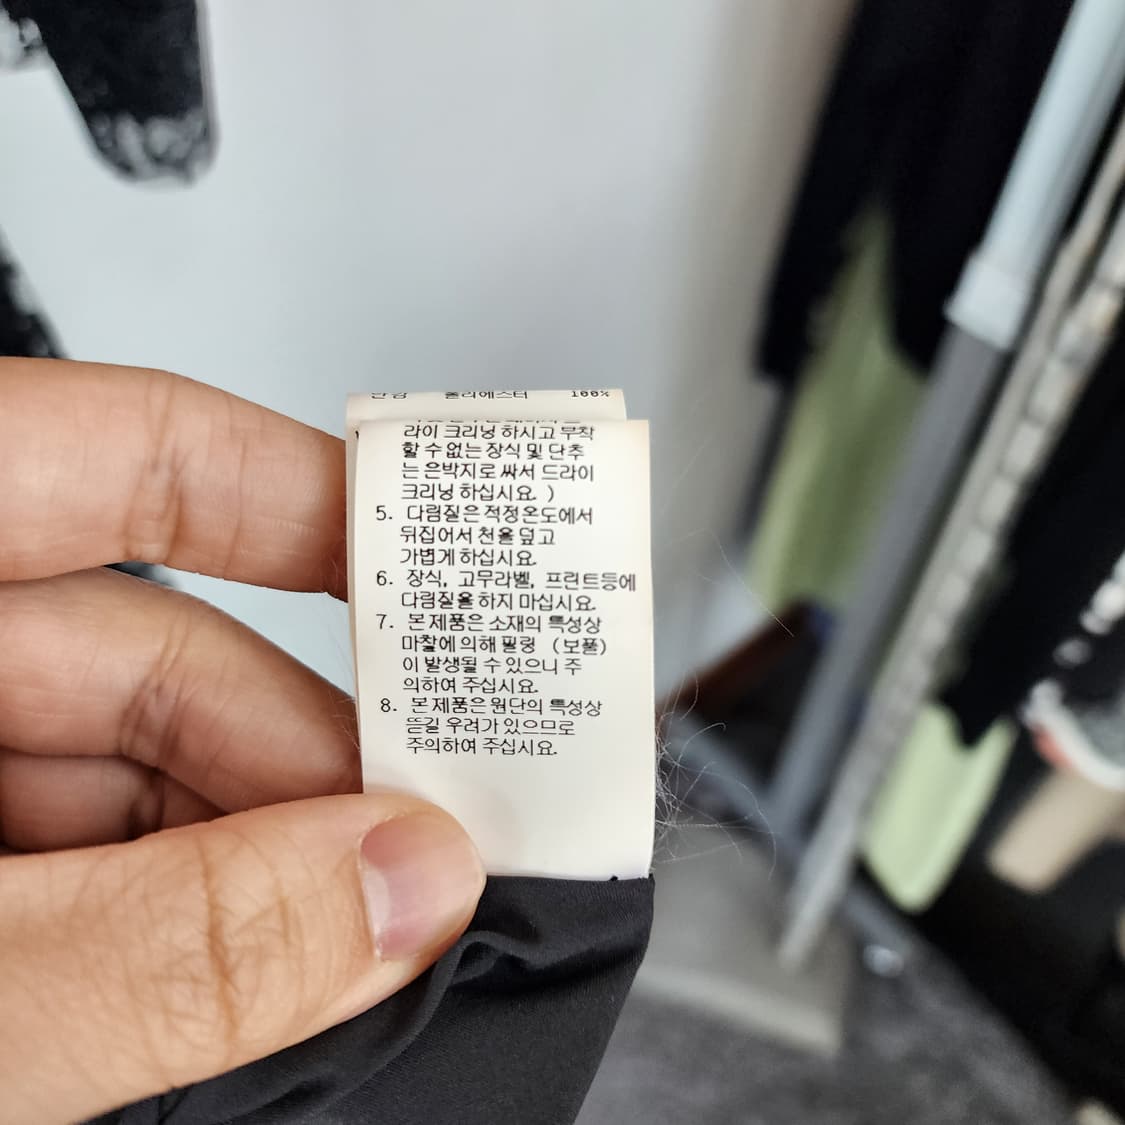 안감 폴리에스터 100%
라이 크리닝 하시고 부착
할 수 없는 장식 및 단추
는 은박지로 싸서 드라이
크리닝 하십시요. )
5. 다림질은 적정온도에서
뒤집어서 천을 덮고
가볍게 하십시요.
6. 장식, 고무라벨, 프린트등에
다림질을 하지 마십시요.
7. 본 제품은 소재의 특성상
마찰에 의해 필링 (보풀)
이 발생될 수 있으니 주
의하여 주십시요.
8. 본 제품은 원단의 특성상
뜯길 우려가 있으므로
주의하여 주십시요.